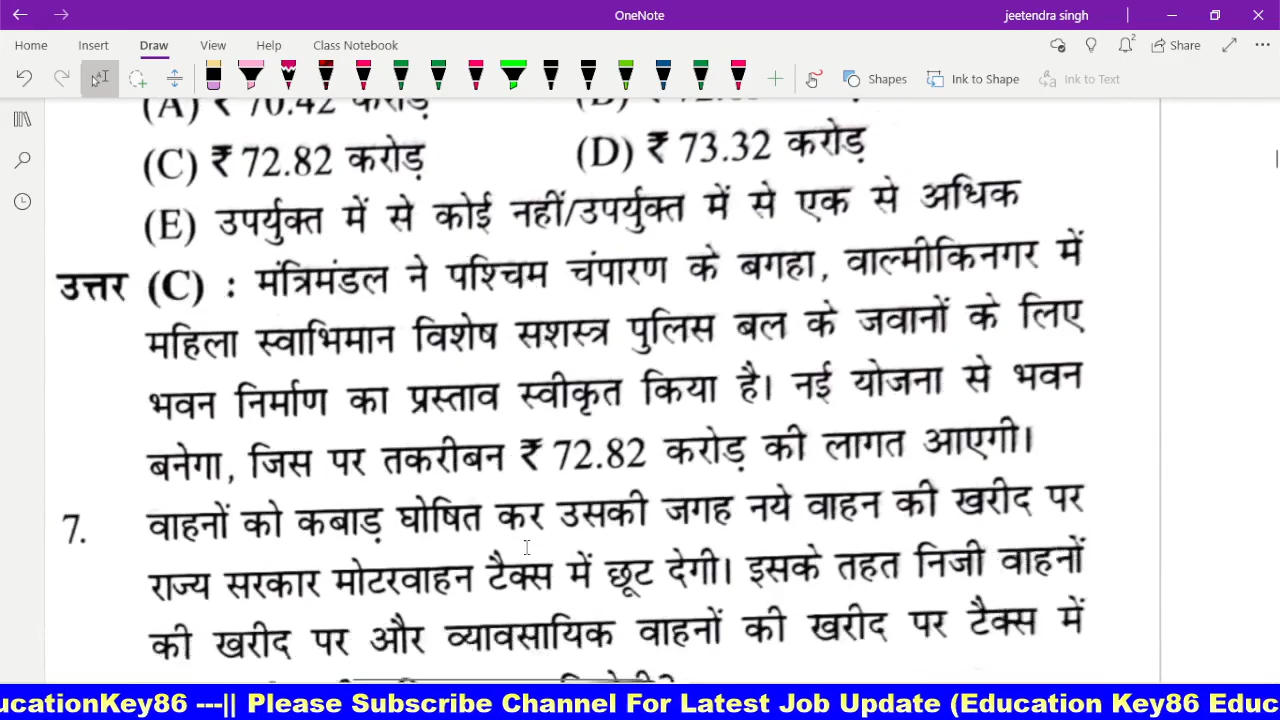 OneNote
jeetendra singh
Home Insert Draw View Help Class Notebook
Share
Shapes Ink to Shape Ink to Text
(A) ₹ 70.42 करोड़
(C) ₹ 72.82 करोड़ (D) ₹ 73.32 करोड़
(E) उपर्युक्त में से कोई नहीं/उपर्युक्त में से एक से अधिक
उत्तर (C) : मंत्रिमंडल ने पश्चिम चंपारण के बगहा, वाल्मीकिनगर में
महिला स्वाभिमान विशेष सशस्त्र पुलिस बल के जवानों के लिए
भवन निर्माण का प्रस्ताव स्वीकृत किया है। नई योजना से भवन
बनेगा, जिस पर तकरीबन ₹ 72.82 करोड़ की लागत आएगी।
7. वाहनों को कबाड़ घोषित कर उसकी जगह नये वाहन की खरीद पर
राज्य सरकार मोटरवाहन टैक्स में छूट देगी। इसके तहत निजी वाहनों
की खरीद पर और व्यावसायिक वाहनों की खरीद पर टैक्स में
ucationKey86 ---|| Please Subscribe Channel For Latest Job Update (Education Key86 Educ